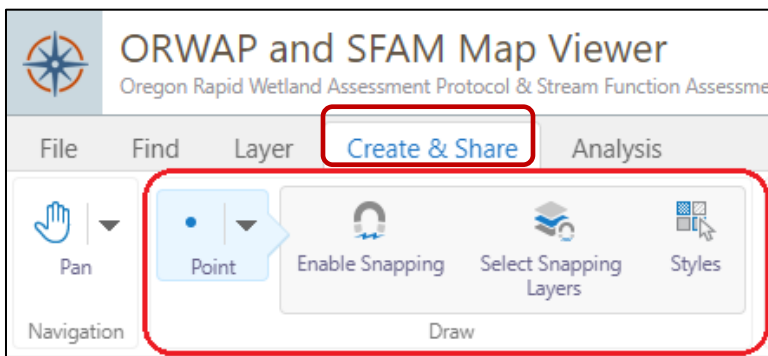 ORWAP and SFAM Map Viewer
Oregon Rapid Wetland Assessment Protocol & Stream Function Assessme
File Find Layer Create & Share Analysis
Pan Point Enable Snapping Select Snapping Layers Styles
Navigation Draw